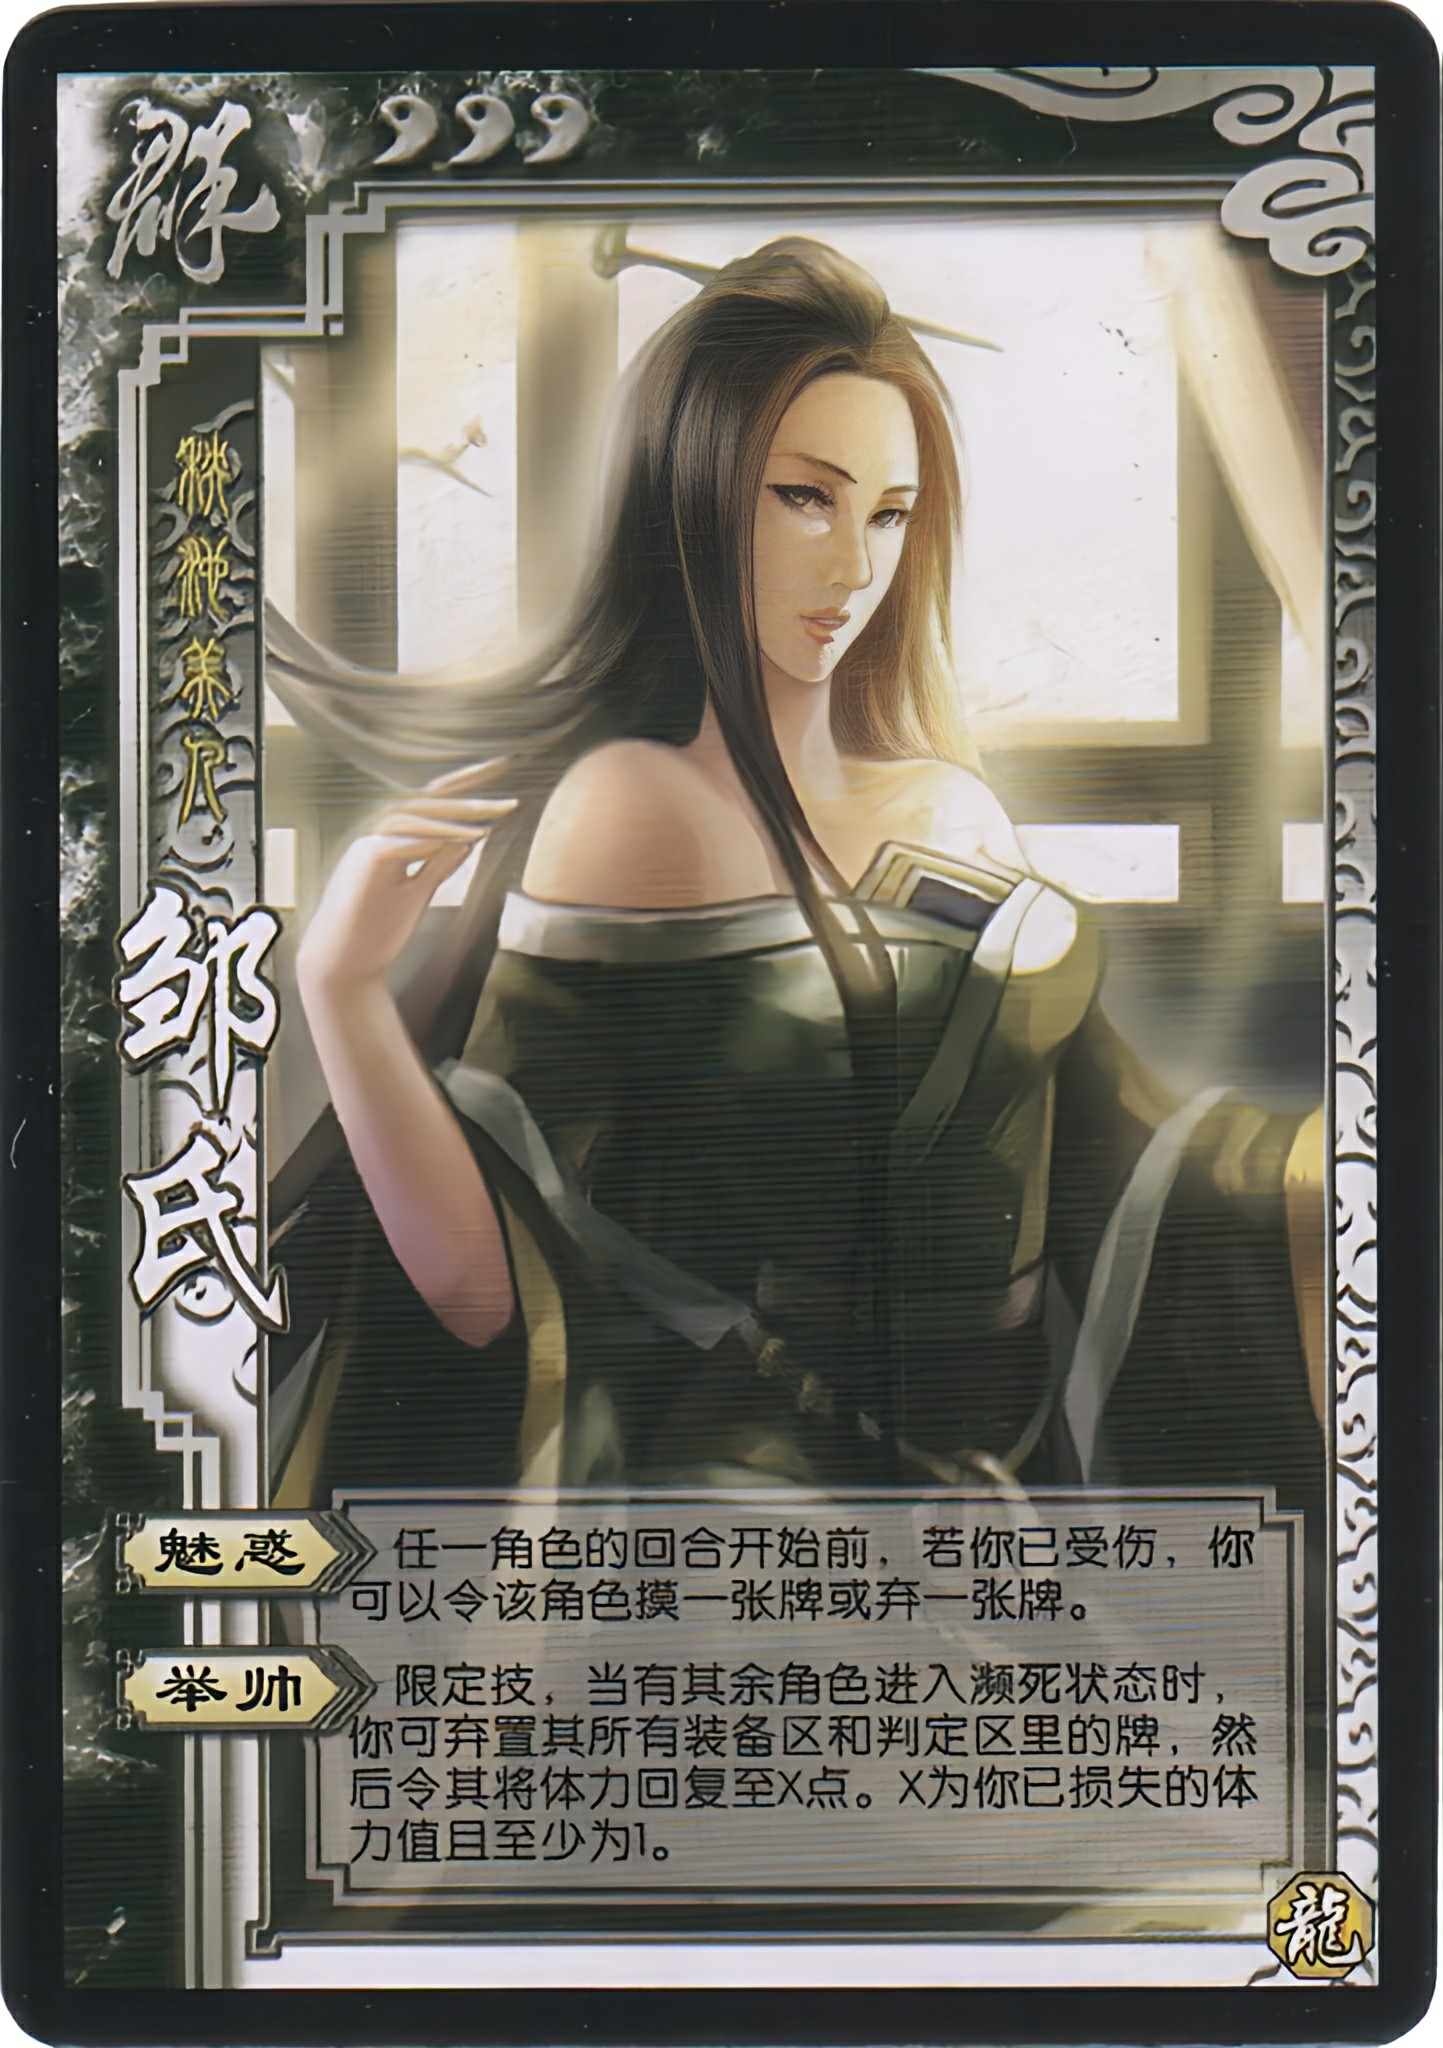 群
秋池美人
邹氏
魅惑
任一角色的回合开始前，若你已受伤，你
可以令该角色摸一张牌或弃一张牌。
举帅
限定技，当有其余角色进入濒死状态时，
你可弃置其所有装备区和判定区里的牌，然
后令其将体力回复至X点。X为你已损失的体
力值且至少为1。
龍